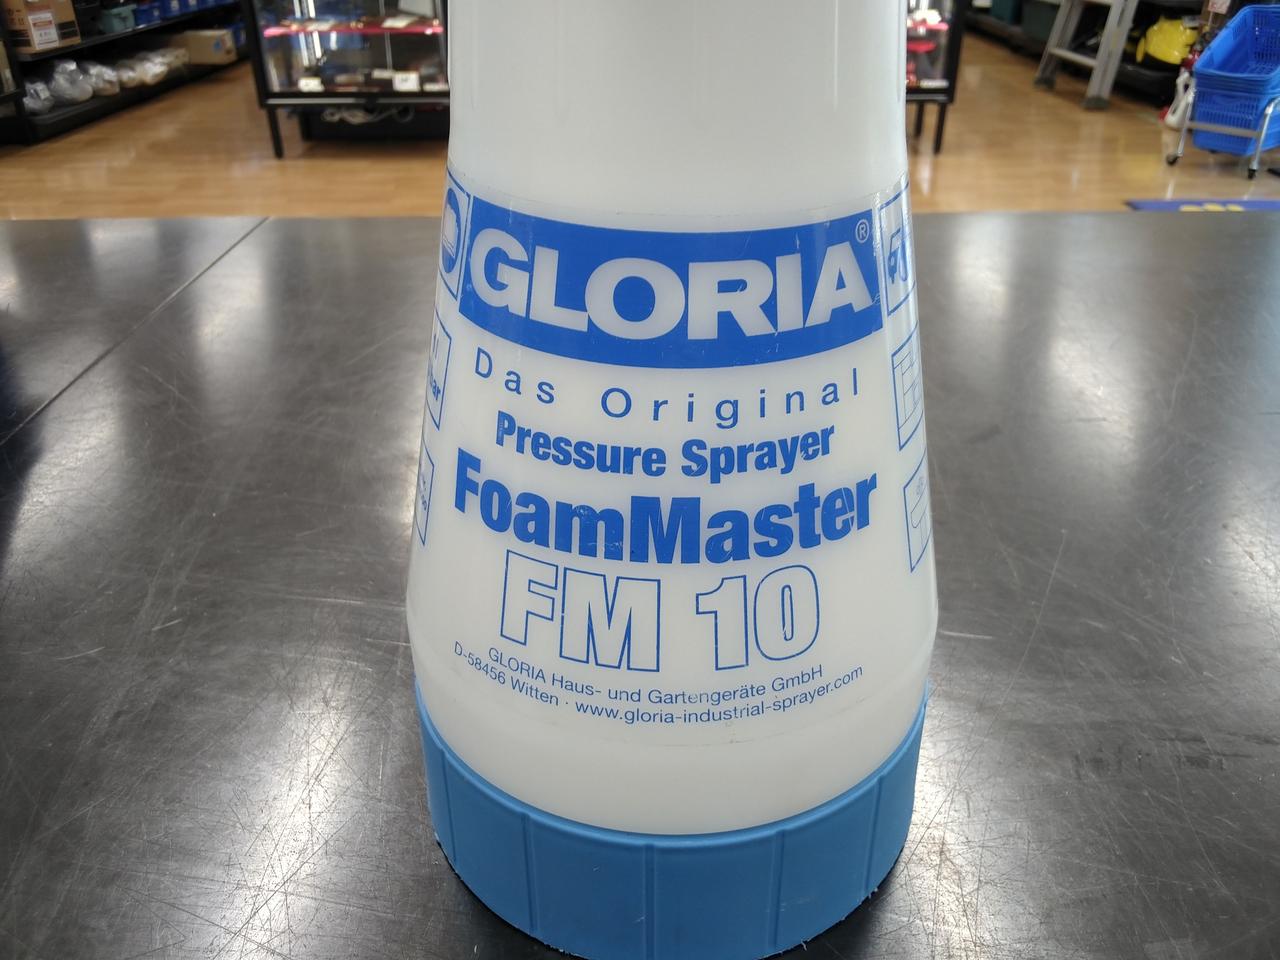 GLORIA®
Das Original
Pressure Sprayer
FoamMaster
FM 10
GLORIA Haus- und Gartengeräte GmbH
D-58456 Witten · www.gloria-industrial-sprayer.com